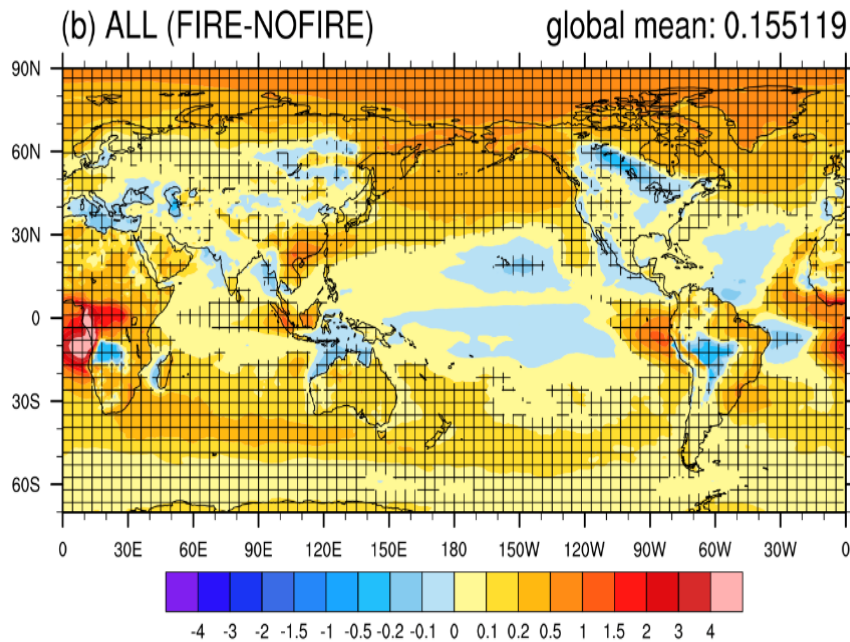 (b) ALL (FIRE-NOFIRE) global mean: 0.155119
90N
60N
30N
0
30S
60S
0 30E 60E 90E 120E 150E 180 150W 120W 90W 60W 30W 0
-4 -3 -2 -1.5 -1 -0.5 -0.2 -0.1 0 0.1 0.2 0.5 1 1.5 2 3 4